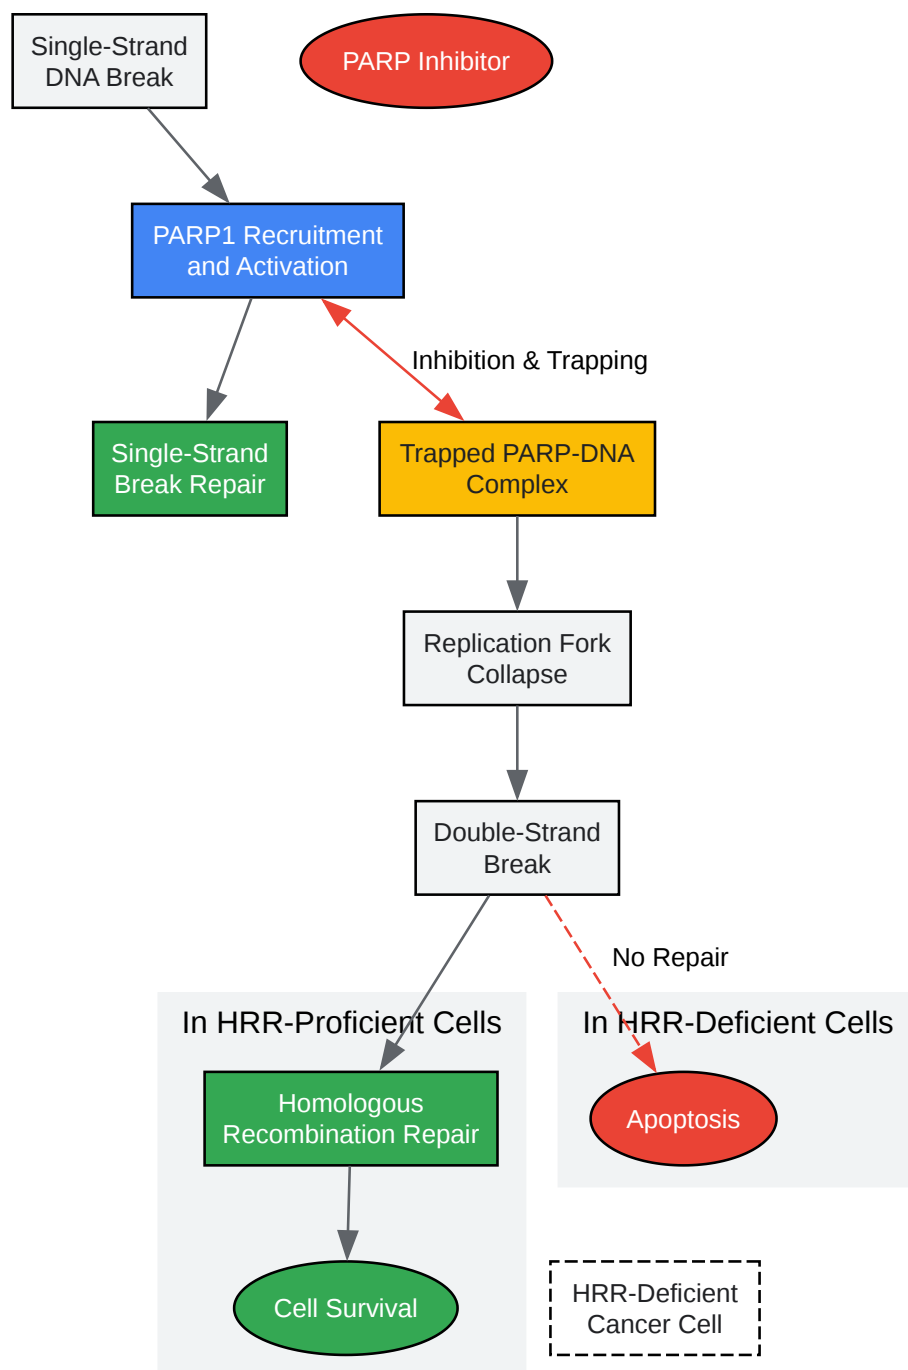 Single-Strand
DNA Break
PARP Inhibitor
PARP1 Recruitment
and Activation
Inhibition & Trapping
Single-Strand
Break Repair
Trapped PARP-DNA
Complex
Replication Fork
Collapse
Double-Strand
Break
No Repair
In HRR-Proficient Cells
In HRR-Deficient Cells
Homologous
Recombination Repair
Apoptosis
Cell Survival
HRR-Deficient
Cancer Cell